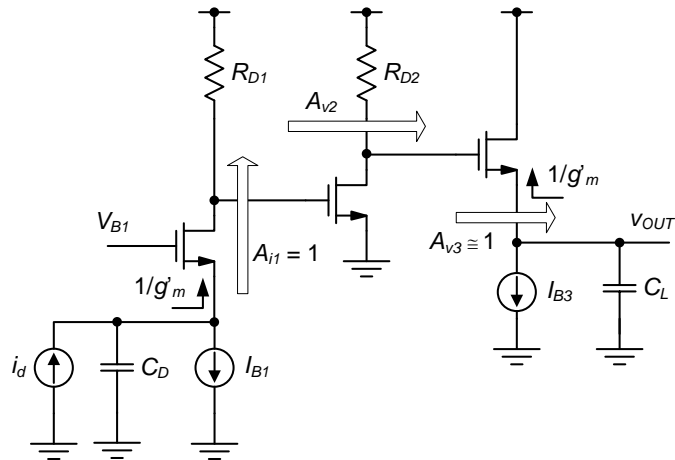 R_D1
R_D2
A_v2
1/g'_m
V_B1
A_i1 = 1
A_v3 ≅ 1
v_OUT
1/g'_m
I_B3
C_L
i_d
C_D
I_B1